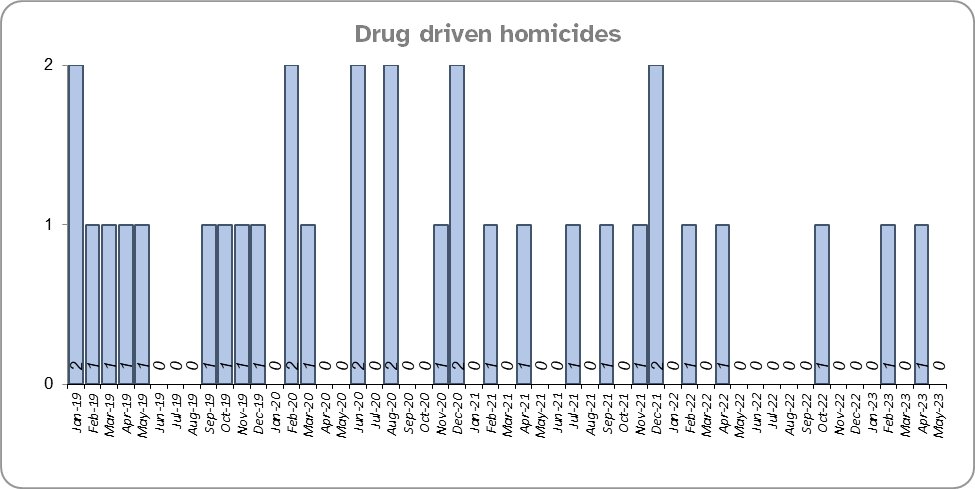 Drug driven homicides
2
1
0
2 1 1 1 1 0 0 0 1 1 1 1 0 2 1 0 0 2 0 2 0 0 1 2 0 1 0 1 0 0 1 0 1 0 1 2 0 1 0 1 0 0 0 0 0 1 0 0 0 1 0 1 0
Jan-19 Feb-19 Mar-19 Apr-19 May-19 Jun-19 Jul-19 Aug-19 Sep-19 Oct-19 Nov-19 Dec-19 Jan-20 Feb-20 Mar-20 Apr-20 May-20 Jun-20 Jul-20 Aug-20 Sep-20 Oct-20 Nov-20 Dec-20 Jan-21 Feb-21 Mar-21 Apr-21 May-21 Jun-21 Jul-21 Aug-21 Sep-21 Oct-21 Nov-21 Dec-21 Jan-22 Feb-22 Mar-22 Apr-22 May-22 Jun-22 Jul-22 Aug-22 Sep-22 Oct-22 Nov-22 Dec-22 Jan-23 Feb-23 Mar-23 Apr-23 May-23